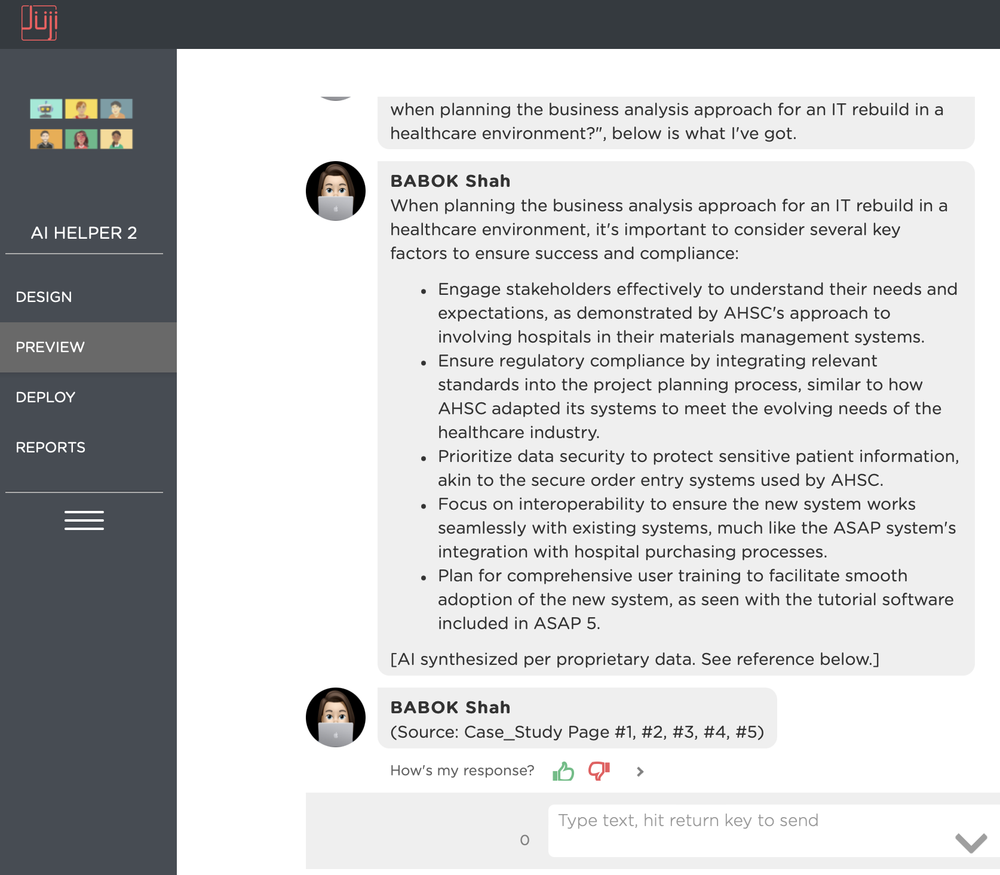 Juji
when planning the business analysis approach for an IT rebuild in a
healthcare environment?", below is what I've got.
AI HELPER 2
DESIGN
PREVIEW
DEPLOY
REPORTS
BABOK Shah
When planning the business analysis approach for an IT rebuild in a
healthcare environment, it's important to consider several key
factors to ensure success and compliance:
• Engage stakeholders effectively to understand their needs and
expectations, as demonstrated by AHSC's approach to
involving hospitals in their materials management systems.
• Ensure regulatory compliance by integrating relevant
standards into the project planning process, similar to how
AHSC adapted its systems to meet the evolving needs of the
healthcare industry.
• Prioritize data security to protect sensitive patient information,
akin to the secure order entry systems used by AHSC.
• Focus on interoperability to ensure the new system works
seamlessly with existing systems, much like the ASAP system's
integration with hospital purchasing processes.
• Plan for comprehensive user training to facilitate smooth
adoption of the new system, as seen with the tutorial software
included in ASAP 5.
[AI synthesized per proprietary data. See reference below.]
BABOK Shah
(Source: Case_Study Page #1, #2, #3, #4, #5)
How's my response?
Type text, hit return key to send
0